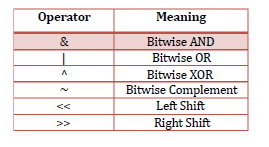 Operator Meaning
& Bitwise AND
| Bitwise OR
^ Bitwise XOR
~ Bitwise Complement
<< Left Shift
>> Right Shift